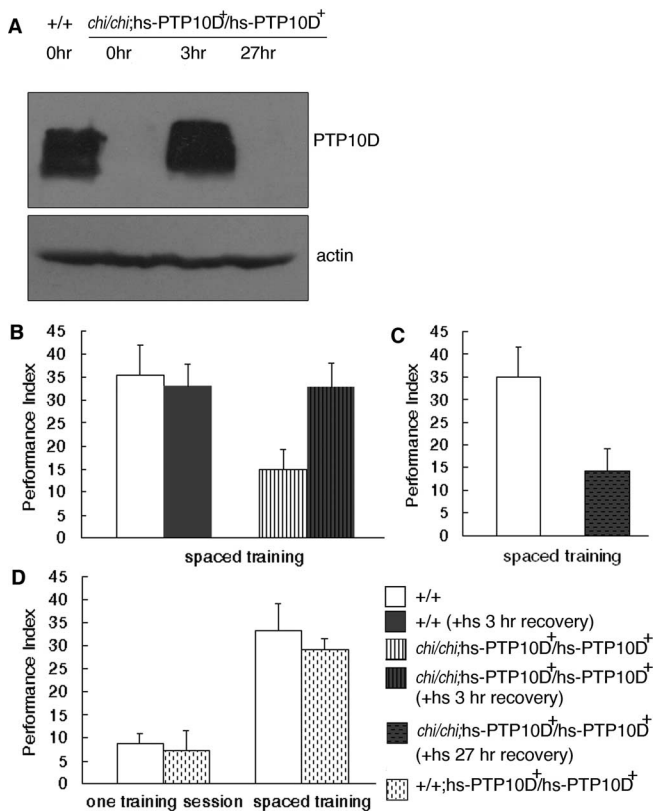 A
+/+ chi/chi;hs-PTP10D+/hs-PTP10D+
0hr 0hr 3hr 27hr
PTP10D
actin
B
Performance Index
45
40
35
30
25
20
15
10
5
0
spaced training
C
Performance Index
45
40
35
30
25
20
15
10
5
0
spaced training
D
Performance Index
45
40
35
30
25
20
15
10
5
0
one training session spaced training
+/+
+/+ (+hs 3 hr recovery)
chi/chi;hs-PTP10D+/hs-PTP10D+
chi/chi;hs-PTP10D+/hs-PTP10D+
(+hs 3 hr recovery)
chi/chi;hs-PTP10D+/hs-PTP10D+
(+hs 27 hr recovery)
+/+;hs-PTP10D+/hs-PTP10D+